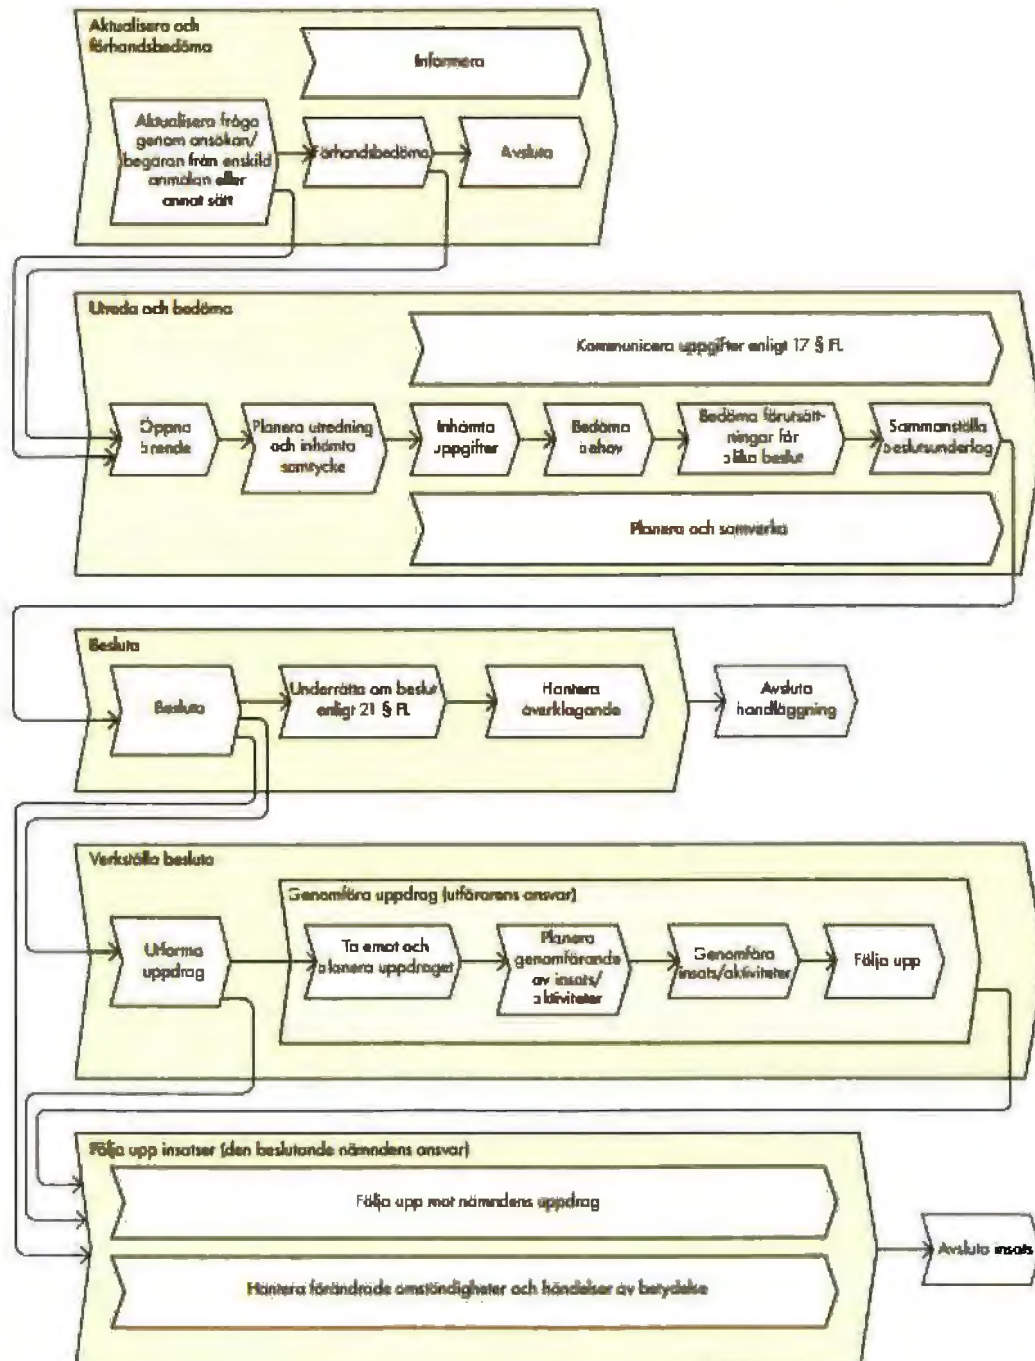 Aktualisera och
förhandsbedöma
Informera
Aktualisera fråga
genom ansökan/
begäran från enskild
anmälan eller
annat sätt
Förhandsbedöma
Avsluta
Utreda och bedöma
Kommunicera uppgifter enligt 17 § FL
Öppna
ärende
Planera utredning
och inhämta
samtycke
Inhämta
uppgifter
Bedöma
behov
Bedöma förutsätt-
ningar för
olika beslut
Sammanställa
beslutsunderlag
Planera och samverka
Besluta
Besluta
Underrätta om beslut
enligt 21 § FL
Hantera
överklagande
Avsluta
handläggning
Verkställa besluta
Genomföra uppdrag (utförarens ansvar)
Utforma
uppdrag
Ta emot och
planera uppdraget
Planera
genomförande
av insats/
aktiviteter
Genomföra
insats/aktiviteter
Följa upp
Följa upp insatser (den beslutande nämndens ansvar)
Följa upp mot nämndens uppdrag
Avsluta insats
Hantera förändrade omständigheter och händelser av betydelse